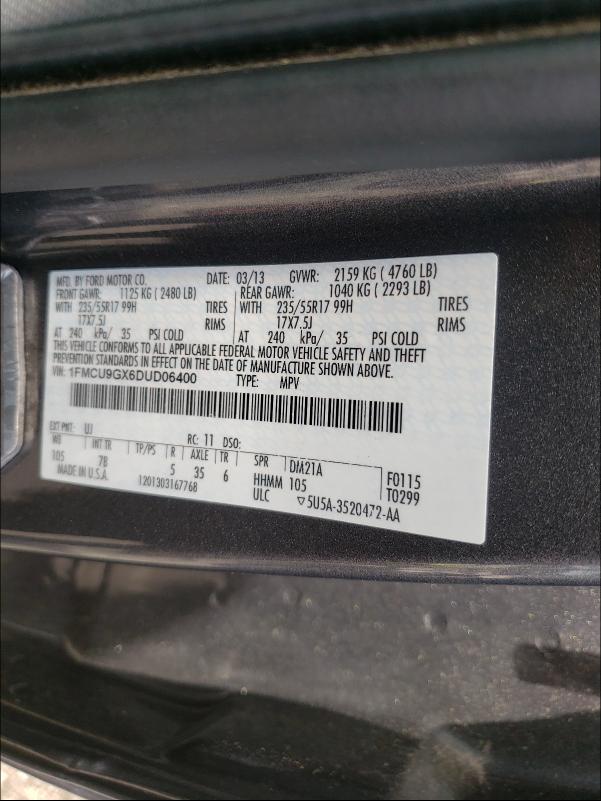 MFD. BY FORD MOTOR CO. DATE: 03/13 GVWR: 2159 KG ( 4760 LB)
FRONT GAWR: 1125 KG ( 2480 LB) REAR GAWR: 1040 KG ( 2293 LB)
WITH 235/55R17 99H TIRES WITH 235/55R17 99H TIRES
17X7.5J RIMS 17X7.5J RIMS
AT 240 kPa/ 35 PSI COLD AT 240 kPa/ 35 PSI COLD
THIS VEHICLE CONFORMS TO ALL APPLICABLE FEDERAL MOTOR VEHICLE SAFETY AND THEFT
PREVENTION STANDARDS IN EFFECT ON THE DATE OF MANUFACTURE SHOWN ABOVE.
VIN: 1FMCU9GX6DUD06400 TYPE: MPV
EXT PNT: UJ RC: 11 DSO:
WB INT TR TP/PS R AXLE TR SPR DM21A F0115
105 7B 5 35 6 HHMM 105 T0299
MADE IN U.S.A. 1201303167768 ULC ▽5U5A-3520472-AA